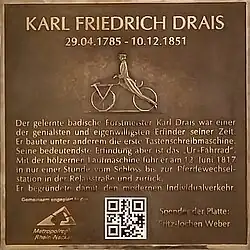 KARL FRIEDRICH DRAIS
29.04.1785 - 10.12.1851
Der gelernte badische Forstmeister Karl Drais war einer
der genialsten und eigenwilligsten Erfinder seiner Zeit.
Er baute unter anderem die erste Tastenschreibmaschine.
Seine bedeutendste Erfindung aber ist das „Ur-Fahrrad".
Mit der hölzernen Laufmaschine fuhr er am 12. Juni 1817
in nur einer Stunde vom Schloss bis zur Pferdewechsel-
station in der Relaisstraße und zurück.
Er begründete damit den modernen Individualverkehr.
Gemeinsam
Metropolregion
Rhein-Neckar
Spender der Platte:
Weber